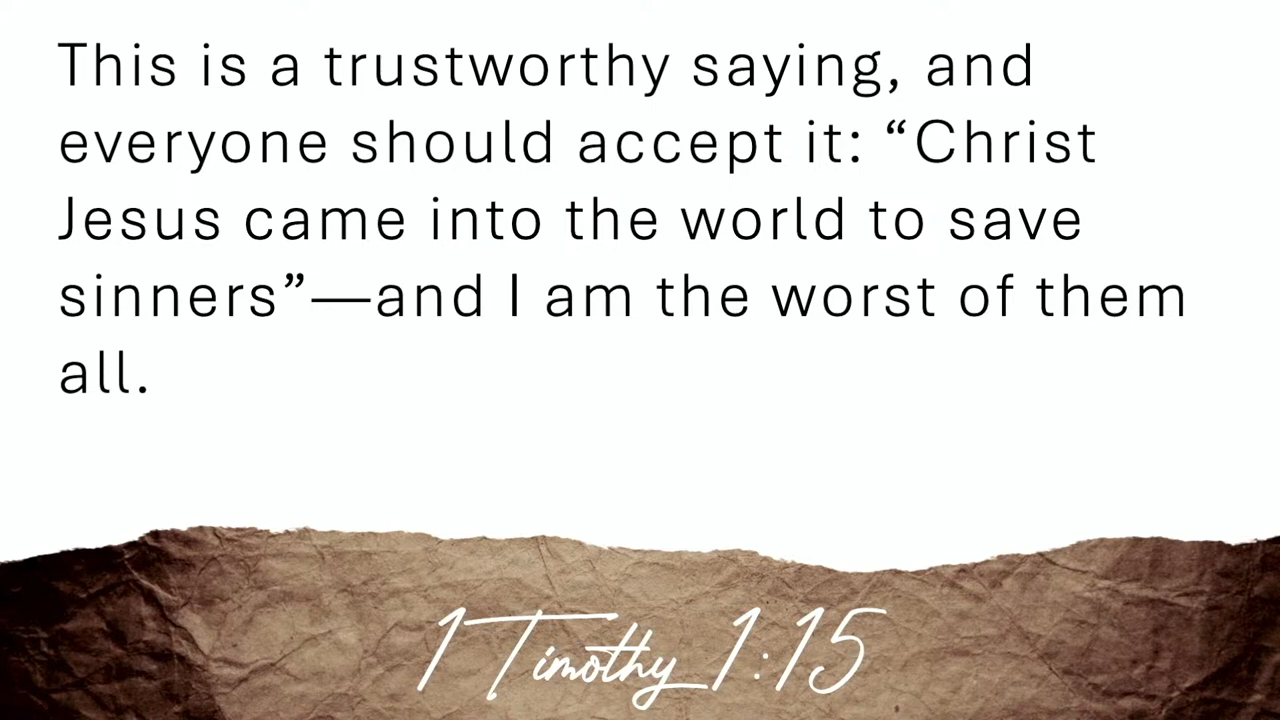 This is a trustworthy saying, and
everyone should accept it: “Christ
Jesus came into the world to save
sinners”—and I am the worst of them
all.
1 Timothy 1:15